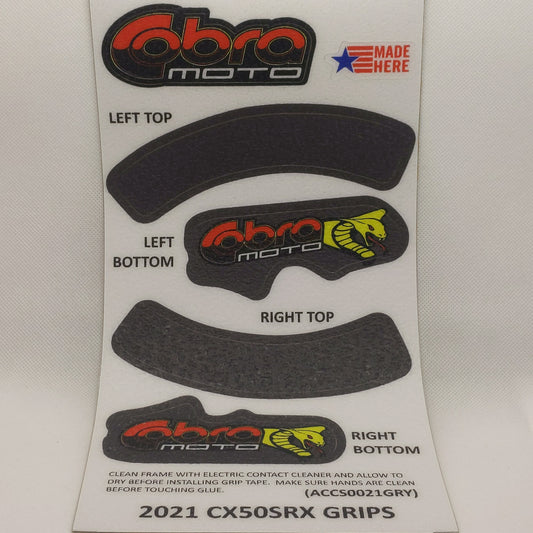 Cobra
MOTO
MADE
HERE
LEFT TOP
LEFT
BOTTOM
Cobra
MOTO
RIGHT TOP
Cobra
MOTO
RIGHT
BOTTOM
CLEAN FRAME WITH ELECTRIC CONTACT CLEANER AND ALLOW TO
DRY BEFORE INSTALLING GRIP TAPE. MAKE SURE HANDS ARE CLEAN
BEFORE TOUCHING GLUE.
(ACCS0021GRY)
2021 CX50SRX GRIPS